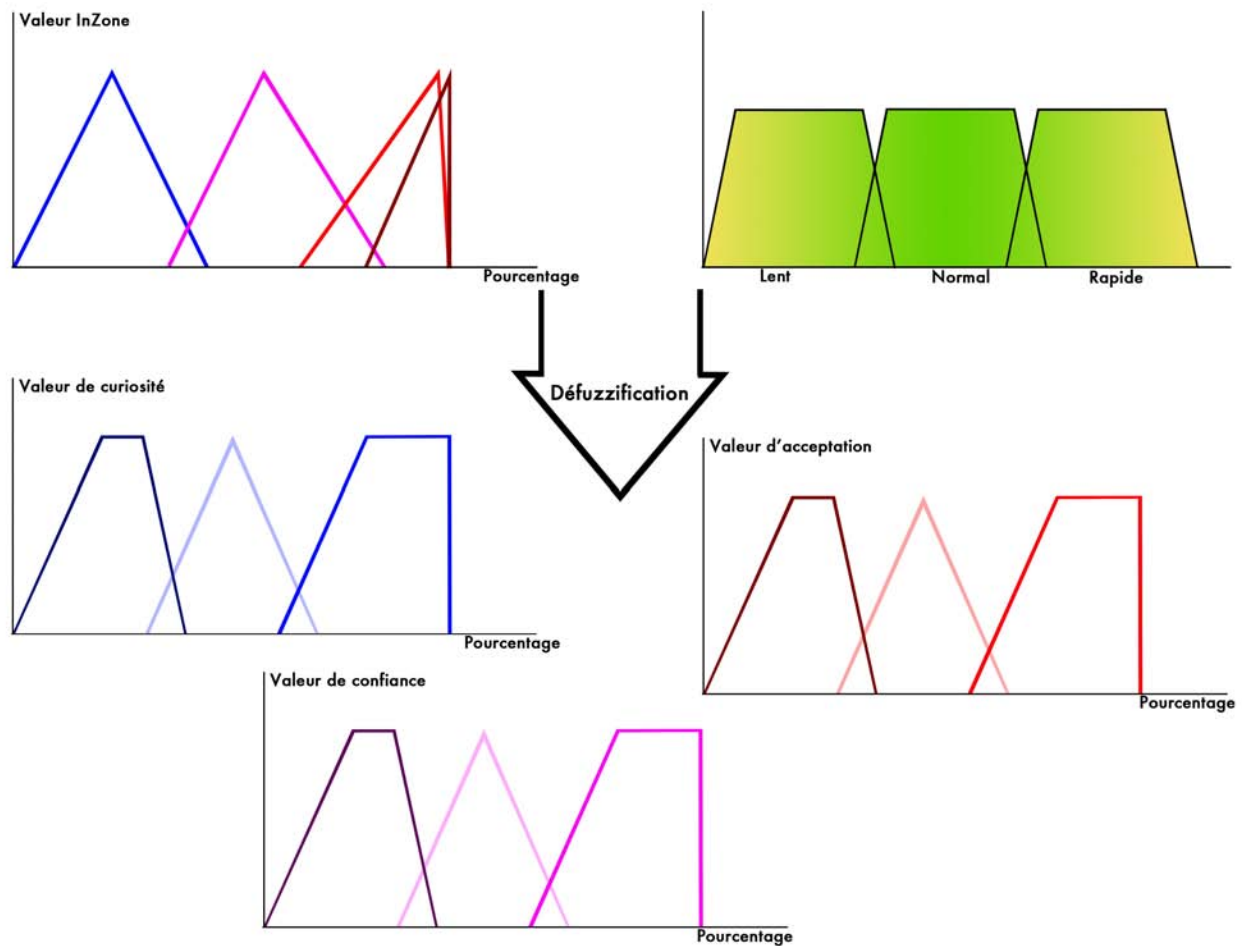 Valeur InZone
Pourcentage
Lent
Normal
Rapide
Défuzzification
Valeur de curiosité
Pourcentage
Valeur d'acceptation
Pourcentage
Valeur de confiance
Pourcentage